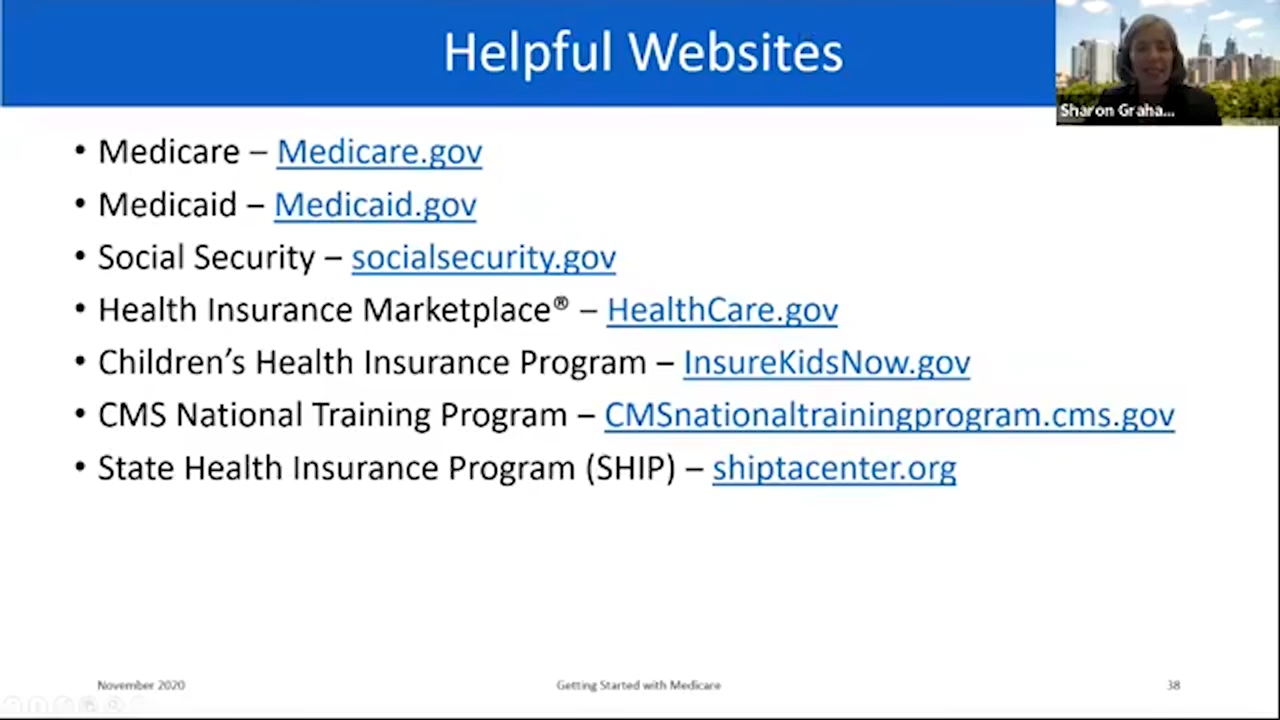 Helpful Websites
Sharon Graha...
• Medicare – Medicare.gov
• Medicaid – Medicaid.gov
• Social Security – socialsecurity.gov
• Health Insurance Marketplace® – HealthCare.gov
• Children’s Health Insurance Program – InsureKidsNow.gov
• CMS National Training Program – CMSnationaltrainingprogram.cms.gov
• State Health Insurance Program (SHIP) – shiptacenter.org
November 2020
Getting Started with Medicare
38